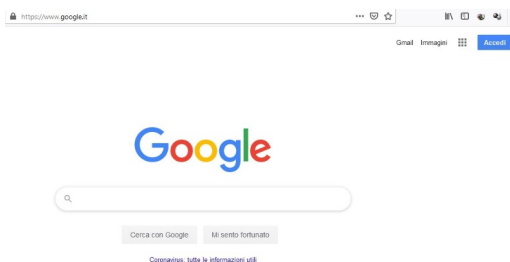 https://www.google.it
Gmail Immagini Accedi
Google
Cerca con Google Mi sento fortunato
Coronavirus: tutte le informazioni utili